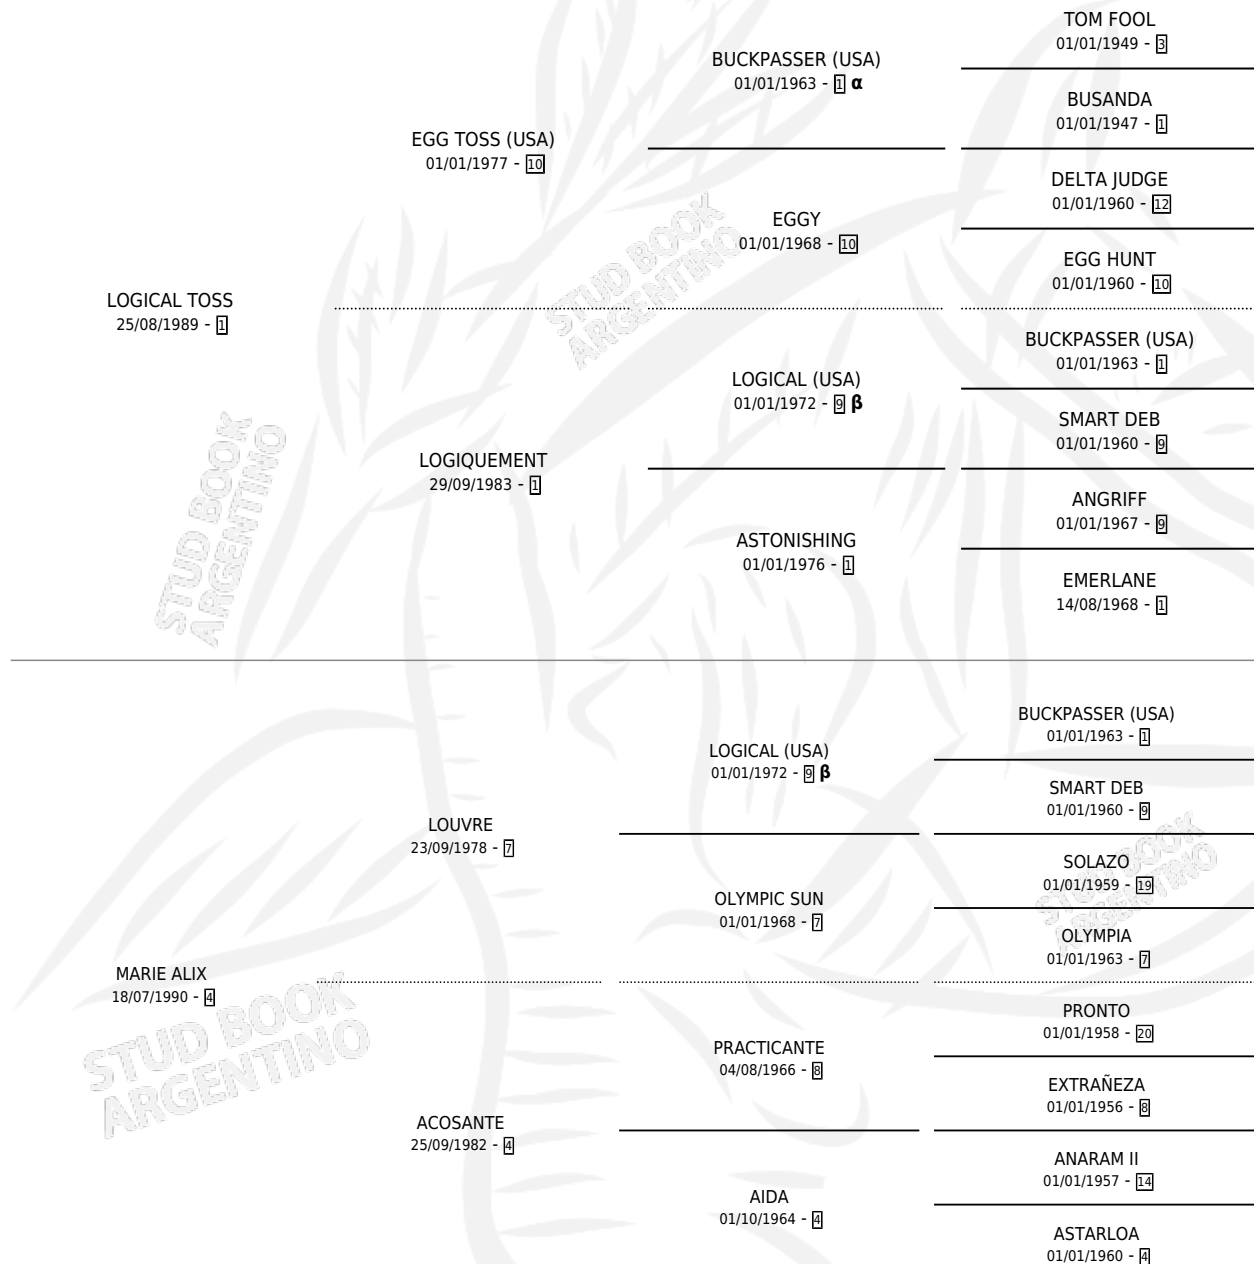 TOM FOOL
01/01/1949 - 3
BUCKPASSER (USA)
01/01/1963 - 1 α
BUSANDA
01/01/1947 - 1
EGG TOSS (USA)
01/01/1977 - 10
DELTA JUDGE
01/01/1960 - 12
EGGY
01/01/1968 - 10
EGG HUNT
01/01/1960 - 10
LOGICAL TOSS
25/08/1989 - 1
BUCKPASSER (USA)
01/01/1963 - 1
LOGICAL (USA)
01/01/1972 - 9 β
SMART DEB
01/01/1960 - 9
LOGIQUEMENT
29/09/1983 - 1
ANGRIFF
01/01/1967 - 9
ASTONISHING
01/01/1976 - 1
EMERLANE
14/08/1968 - 1
BUCKPASSER (USA)
01/01/1963 - 1
LOGICAL (USA)
01/01/1972 - 9 β
SMART DEB
01/01/1960 - 9
LOUVRE
23/09/1978 - 7
SOLAZO
01/01/1959 - 19
OLYMPIC SUN
01/01/1968 - 7
OLYMPIA
01/01/1963 - 7
MARIE ALIX
18/07/1990 - 4
PRONTO
01/01/1958 - 20
PRACTICANTE
04/08/1966 - 8
EXTRAÑEZA
01/01/1956 - 8
ACOSANTE
25/09/1982 - 4
ANARAM II
01/01/1957 - 14
AIDA
01/10/1964 - 4
ASTARLOA
01/01/1960 - 4
STUD BOOK
ARGENTINO
STUD BOOK
ARGENTINO
STUD BOOK
ARGENTINO
STUD BOOK
ARGENTINO